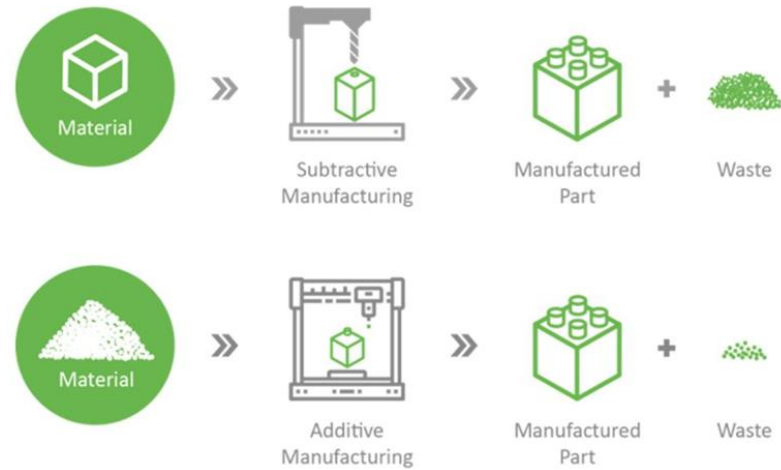 Material
Subtractive
Manufacturing
Manufactured
Part
Waste
Material
Additive
Manufacturing
Manufactured
Part
Waste